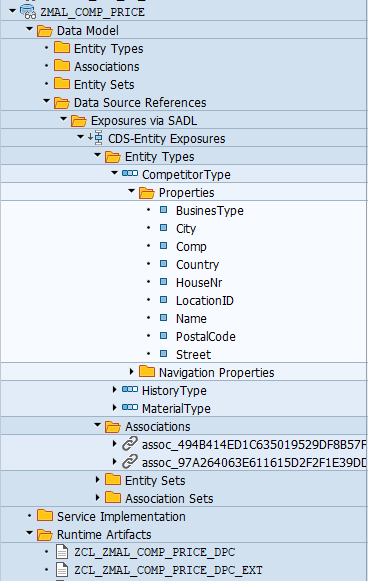 ZMAL_COMP_PRICE
Data Model
Entity Types
Associations
Entity Sets
Data Source References
Exposures via SADL
CDS-Entity Exposures
Entity Types
CompetitorType
Properties
BusinesType
City
Comp
Country
HouseNr
LocationID
Name
PostalCode
Street
Navigation Properties
HistoryType
MaterialType
Associations
assoc_494B414ED1C635019529DF8B57F
assoc_97A264063E611615D2F2F1E39DD
Entity Sets
Association Sets
Service Implementation
Runtime Artifacts
ZCL_ZMAL_COMP_PRICE_DPC
ZCL_ZMAL_COMP_PRICE_DPC_EXT